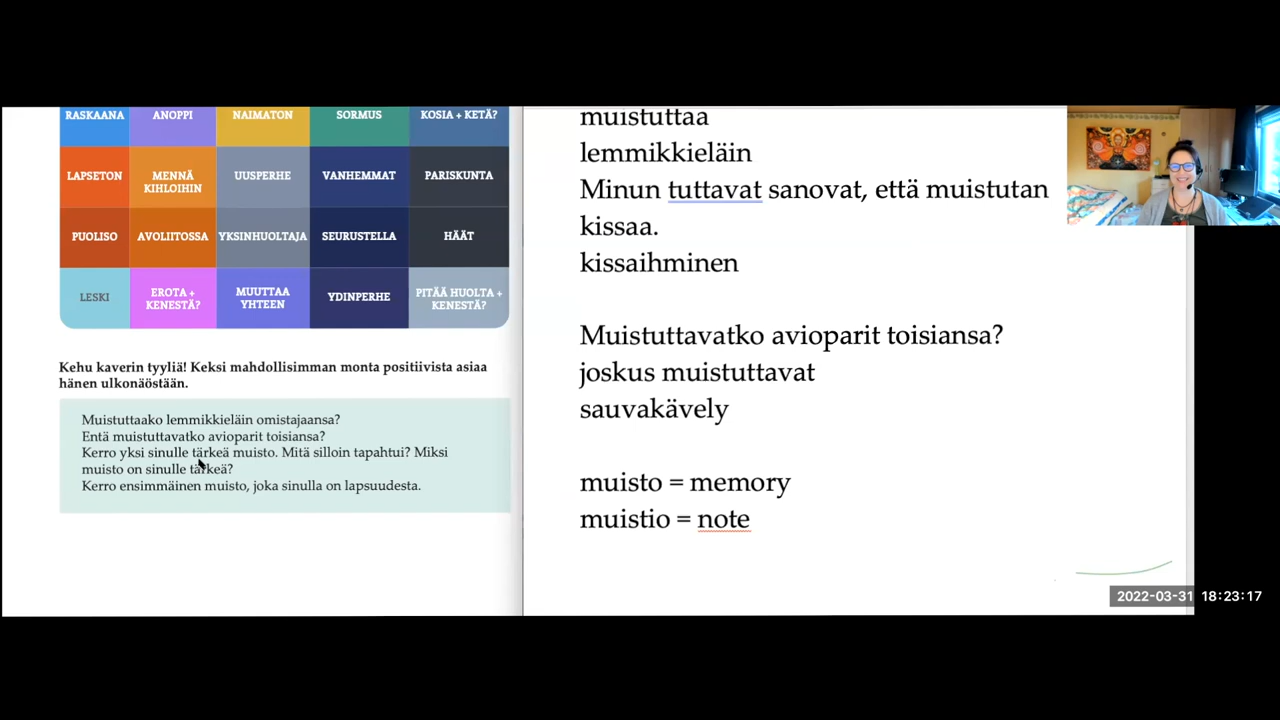 RASKAANA ANOPPI NAIMATON SORMUS KOSIA + KETÄ?
LAPSETON MENNÄ KIHLOIHIN UUSPERHE VANHEMMAT PARISKUNTA
PUOLISO AVOLIITOSSA YKSINHUOLTAJA SEURUSTELLA HÄÄT
LESKI EROTA + KENESTÄ? MUUTTAA YHTEEN YDINPERHE PITÄÄ HUOLTA + KENESTÄ?
Kehu kaverin tyyliä! Keksi mahdollisimman monta positiivista asiaa
hänen ulkonäöstään.
Muistuttaako lemmikkieläin omistajaansa?
Entä muistuttavatko avioparit toisiansa?
Kerro yksi sinulle tärkeä muisto. Mitä silloin tapahtui? Miksi
muisto on sinulle tärkeä?
Kerro ensimmäinen muisto, joka sinulla on lapsuudesta.
muistuttaa
lemmikkieläin
Minun tuttavat sanovat, että muistutan
kissaa.
kissaihminen
Muistuttavatko avioparit toisiansa?
joskus muistuttavat
sauvakävely
muisto = memory
muistio = note
2022-03-31 18:23:17